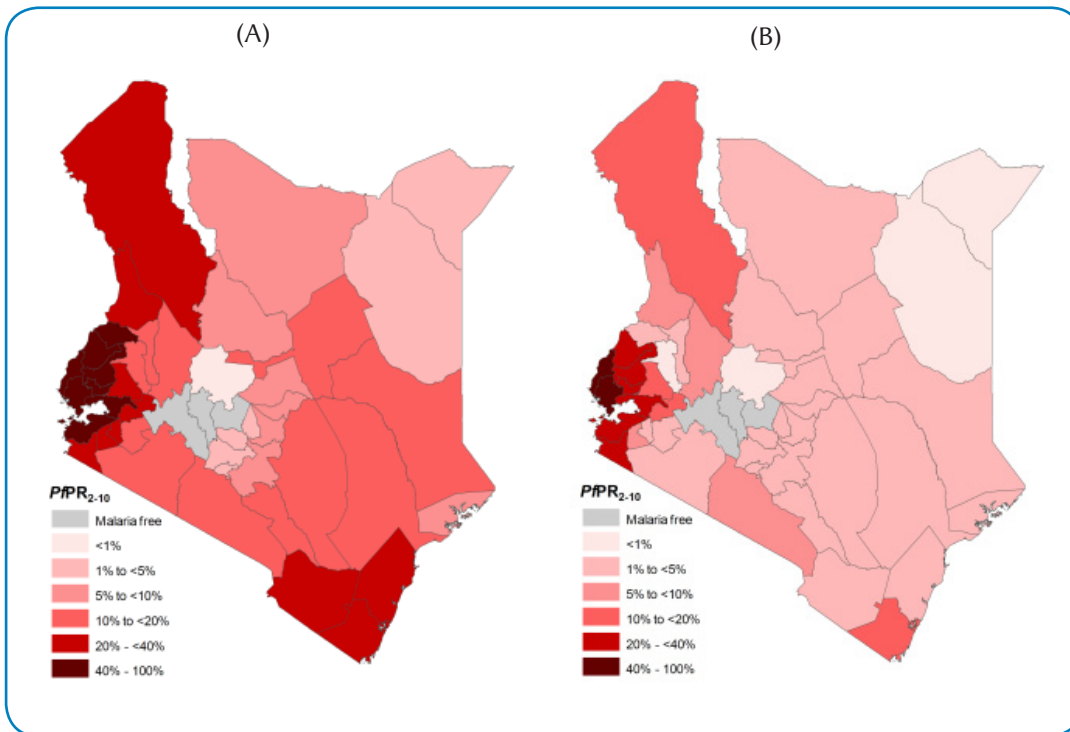 (A)
(B)
PfPR2-10
Malaria free
<1%
1% to <5%
5% to <10%
10% to <20%
20% - <40%
40% - 100%
PfPR2-10
Malaria free
<1%
1% to <5%
5% to <10%
10% to <20%
20% - <40%
40% - 100%